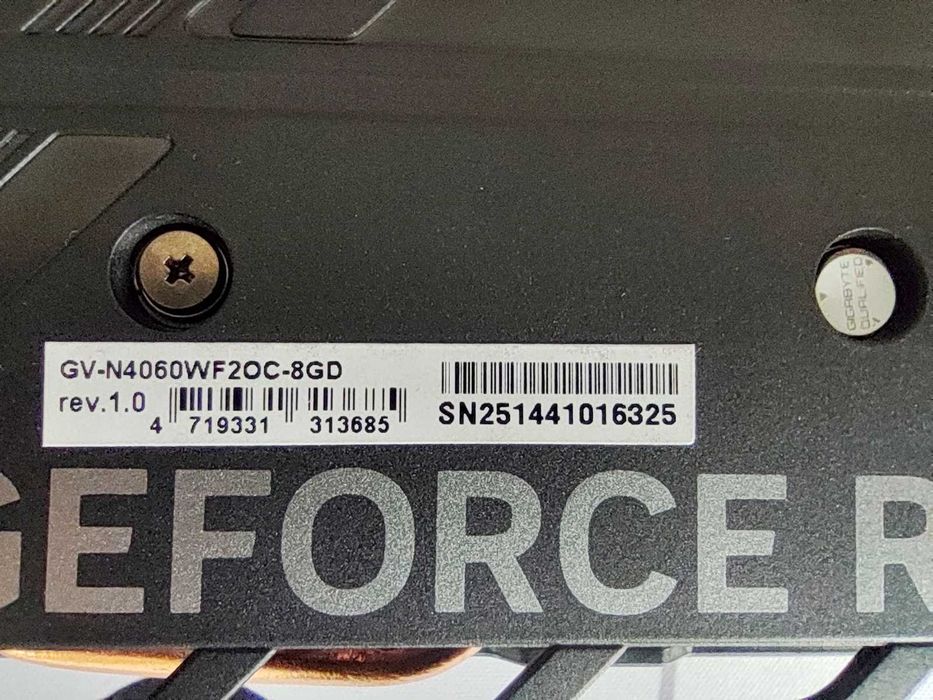 GIGABYTE
QUALIFIED
GV-N4060WF2OC-8GD
rev.1.0
4 719331 313685
SN251441016325
GEFORCE R